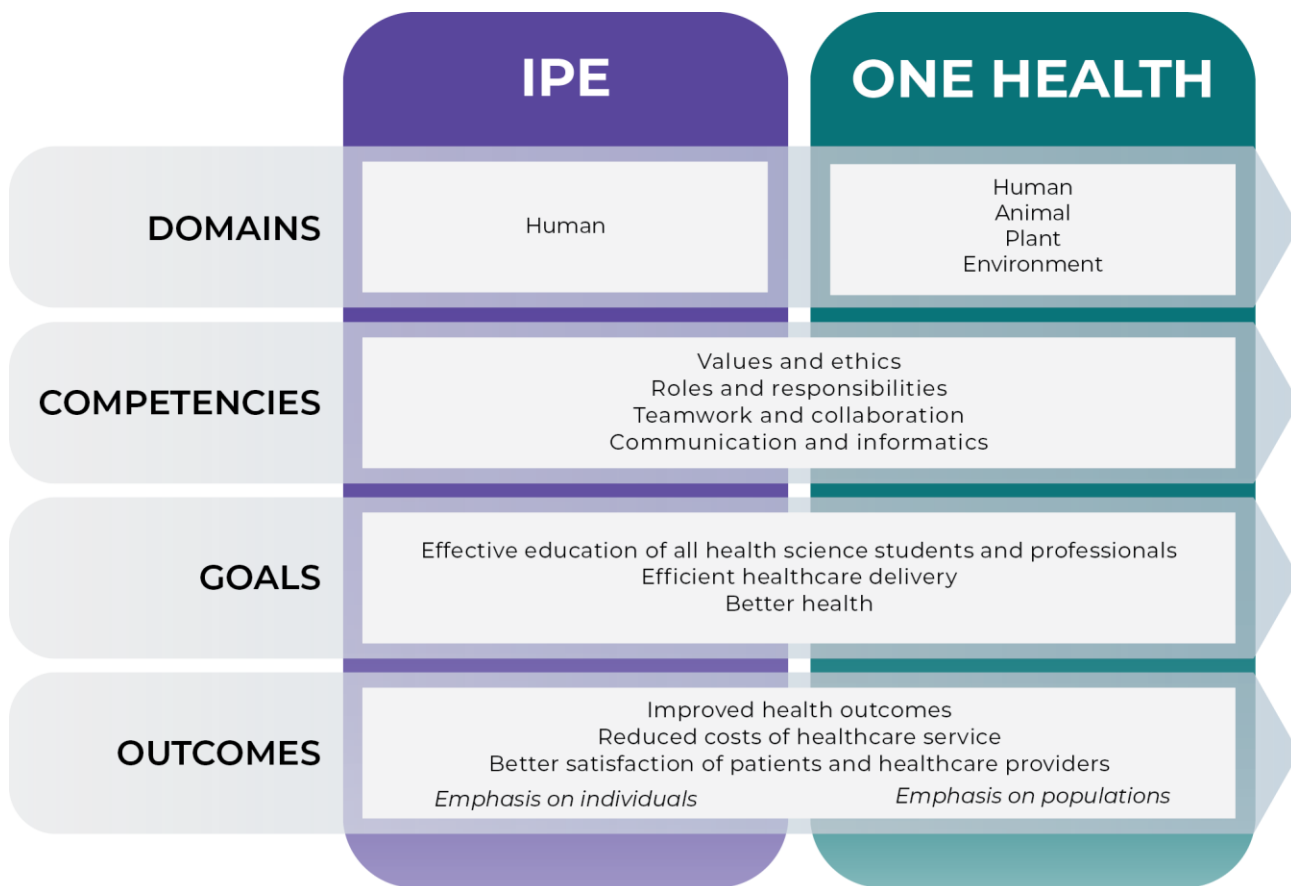 IPE
ONE HEALTH
DOMAINS
Human
Human
Animal
Plant
Environment
COMPETENCIES
Values and ethics
Roles and responsibilities
Teamwork and collaboration
Communication and informatics
GOALS
Effective education of all health science students and professionals
Efficient healthcare delivery
Better health
OUTCOMES
Improved health outcomes
Reduced costs of healthcare service
Better satisfaction of patients and healthcare providers
Emphasis on individuals
Emphasis on populations